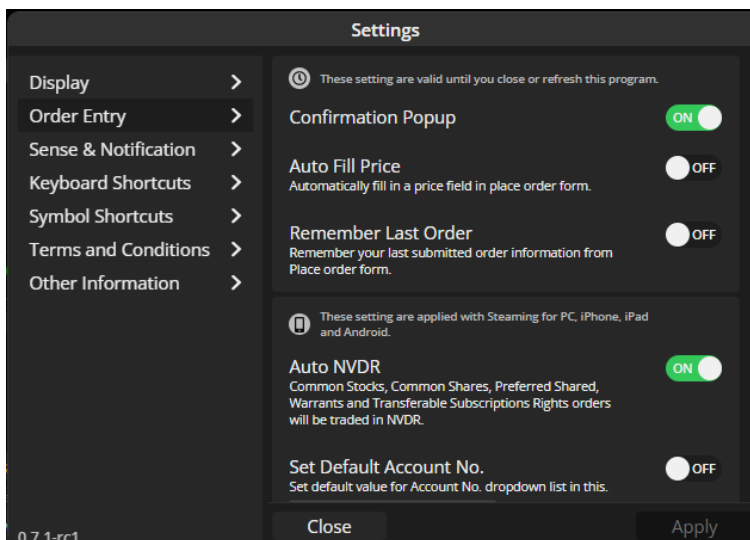 Settings
Display
Order Entry
Sense & Notification
Keyboard Shortcuts
Symbol Shortcuts
Terms and Conditions
Other Information
0.7.1-rc1
These setting are valid until you close or refresh this program.
Confirmation Popup
ON
Auto Fill Price
OFF
Automatically fill in a price field in place order form.
Remember Last Order
OFF
Remember your last submitted order information from
Place order form.
These setting are applied with Steaming for PC, iPhone, iPad
and Android.
Auto NVDR
ON
Common Stocks, Common Shares, Preferred Shared,
Warrants and Transferable Subscriptions Rights orders
will be traded in NVDR.
Set Default Account No.
OFF
Set default value for Account No. dropdown list in this.
Close
Apply